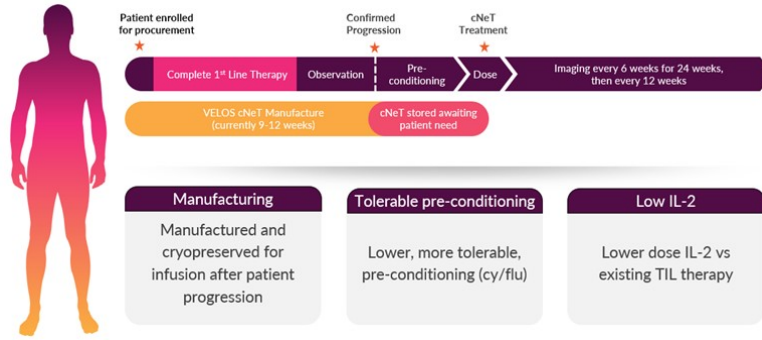 Patient enrolled
for procurement
Confirmed
Progression
cNeT
Treatment
Complete 1st Line Therapy
Observation
Pre-
conditioning
Dose
Imaging every 6 weeks for 24 weeks,
then every 12 weeks
VELOS cNeT Manufacture
(currently 9-12 weeks)
cNeT stored awaiting
patient need
Manufacturing
Manufactured and
cryopreserved for
infusion after patient
progression
Tolerable pre-conditioning
Lower, more tolerable,
pre-conditioning (cy/flu)
Low IL-2
Lower dose IL-2 vs
existing TIL therapy